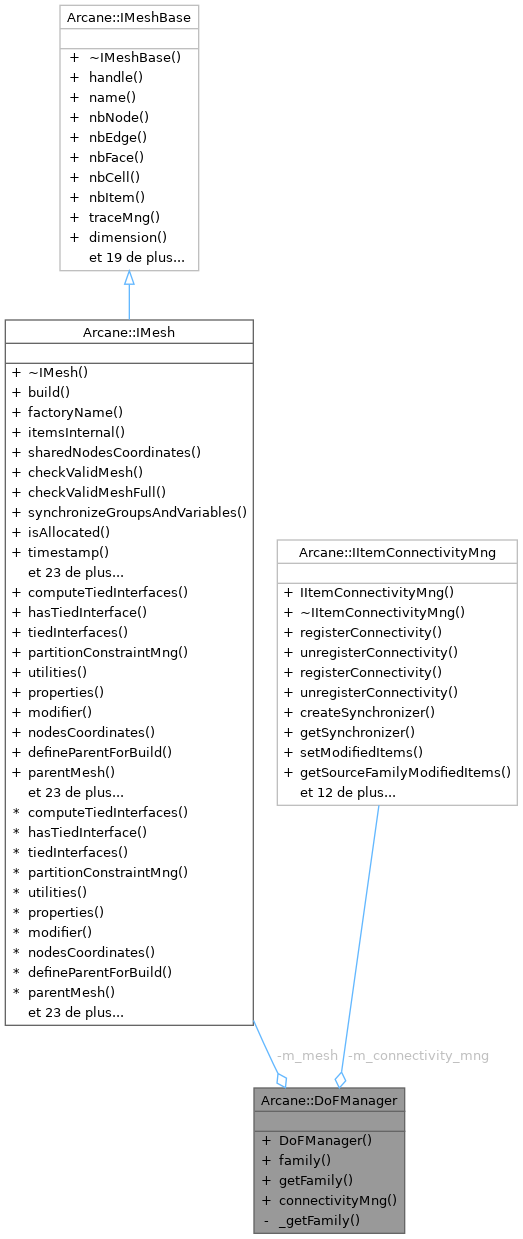 Arcane::IMeshBase
+ ~IMeshBase()
+ handle()
+ name()
+ nbNode()
+ nbEdge()
+ nbFace()
+ nbCell()
+ nbItem()
+ traceMng()
+ dimension()
et 19 de plus...
Arcane::IMesh
+ ~IMesh()
+ build()
+ factoryName()
+ itemsInternal()
+ sharedNodesCoordinates()
+ checkValidMesh()
+ checkValidMeshFull()
+ synchronizeGroupsAndVariables()
+ isAllocated()
+ timestamp()
et 23 de plus...
+ computeTiedInterfaces()
+ hasTiedInterface()
+ tiedInterfaces()
+ partitionConstraintMng()
+ utilities()
+ properties()
+ modifier()
+ nodesCoordinates()
+ defineParentForBuild()
+ parentMesh()
et 23 de plus...
* computeTiedInterfaces()
* hasTiedInterface()
* tiedInterfaces()
* partitionConstraintMng()
* utilities()
* properties()
* modifier()
* nodesCoordinates()
* defineParentForBuild()
* parentMesh()
et 23 de plus...
Arcane::IItemConnectivityMng
+ IItemConnectivityMng()
+ ~IItemConnectivityMng()
+ registerConnectivity()
+ unregisterConnectivity()
+ registerConnectivity()
+ unregisterConnectivity()
+ createSynchronizer()
+ getSynchronizer()
+ setModifiedItems()
+ getSourceFamilyModifiedItems()
et 12 de plus...
-m_mesh
-m_connectivity_mng
Arcane::DoFManager
+ DoFManager()
+ family()
+ getFamily()
+ connectivityMng()
- _getFamily()